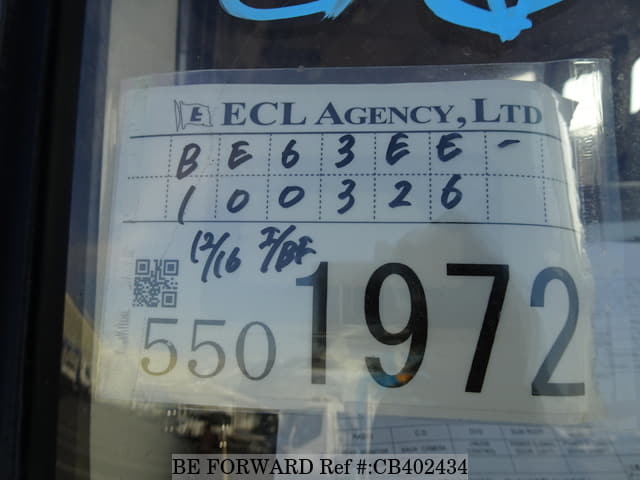 E ECL AGENCY, LTD
B E 6 3 E E -
1 0 0 3 2 6
12/16 I/BF
550 1972
BE FORWARD Ref #:CB402434